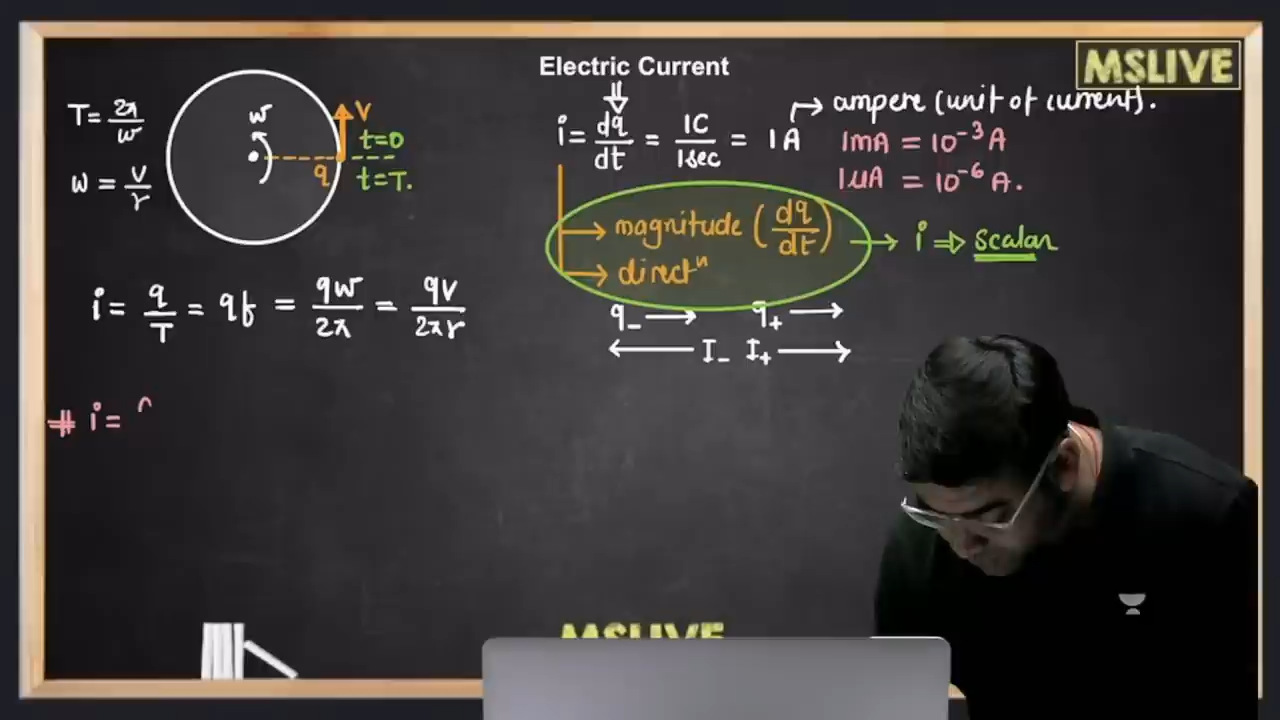 Electric Current
MSLIVE
T = 2π/ω
ω = v/r
ω
v
q
t=0
t=T.
i = q/T = qf = qω/2π = qv/2πr
# i =
i = dq/dt = 1C/1sec = 1A → ampere (unit of current).
1mA = 10⁻³ A
1μA = 10⁻⁶ A.
→ magnitude (dq/dt)
→ directⁿ
→ i ⇒ scalar
q₋ → q₊ →
← I₋ I₊ →
MSLIVE